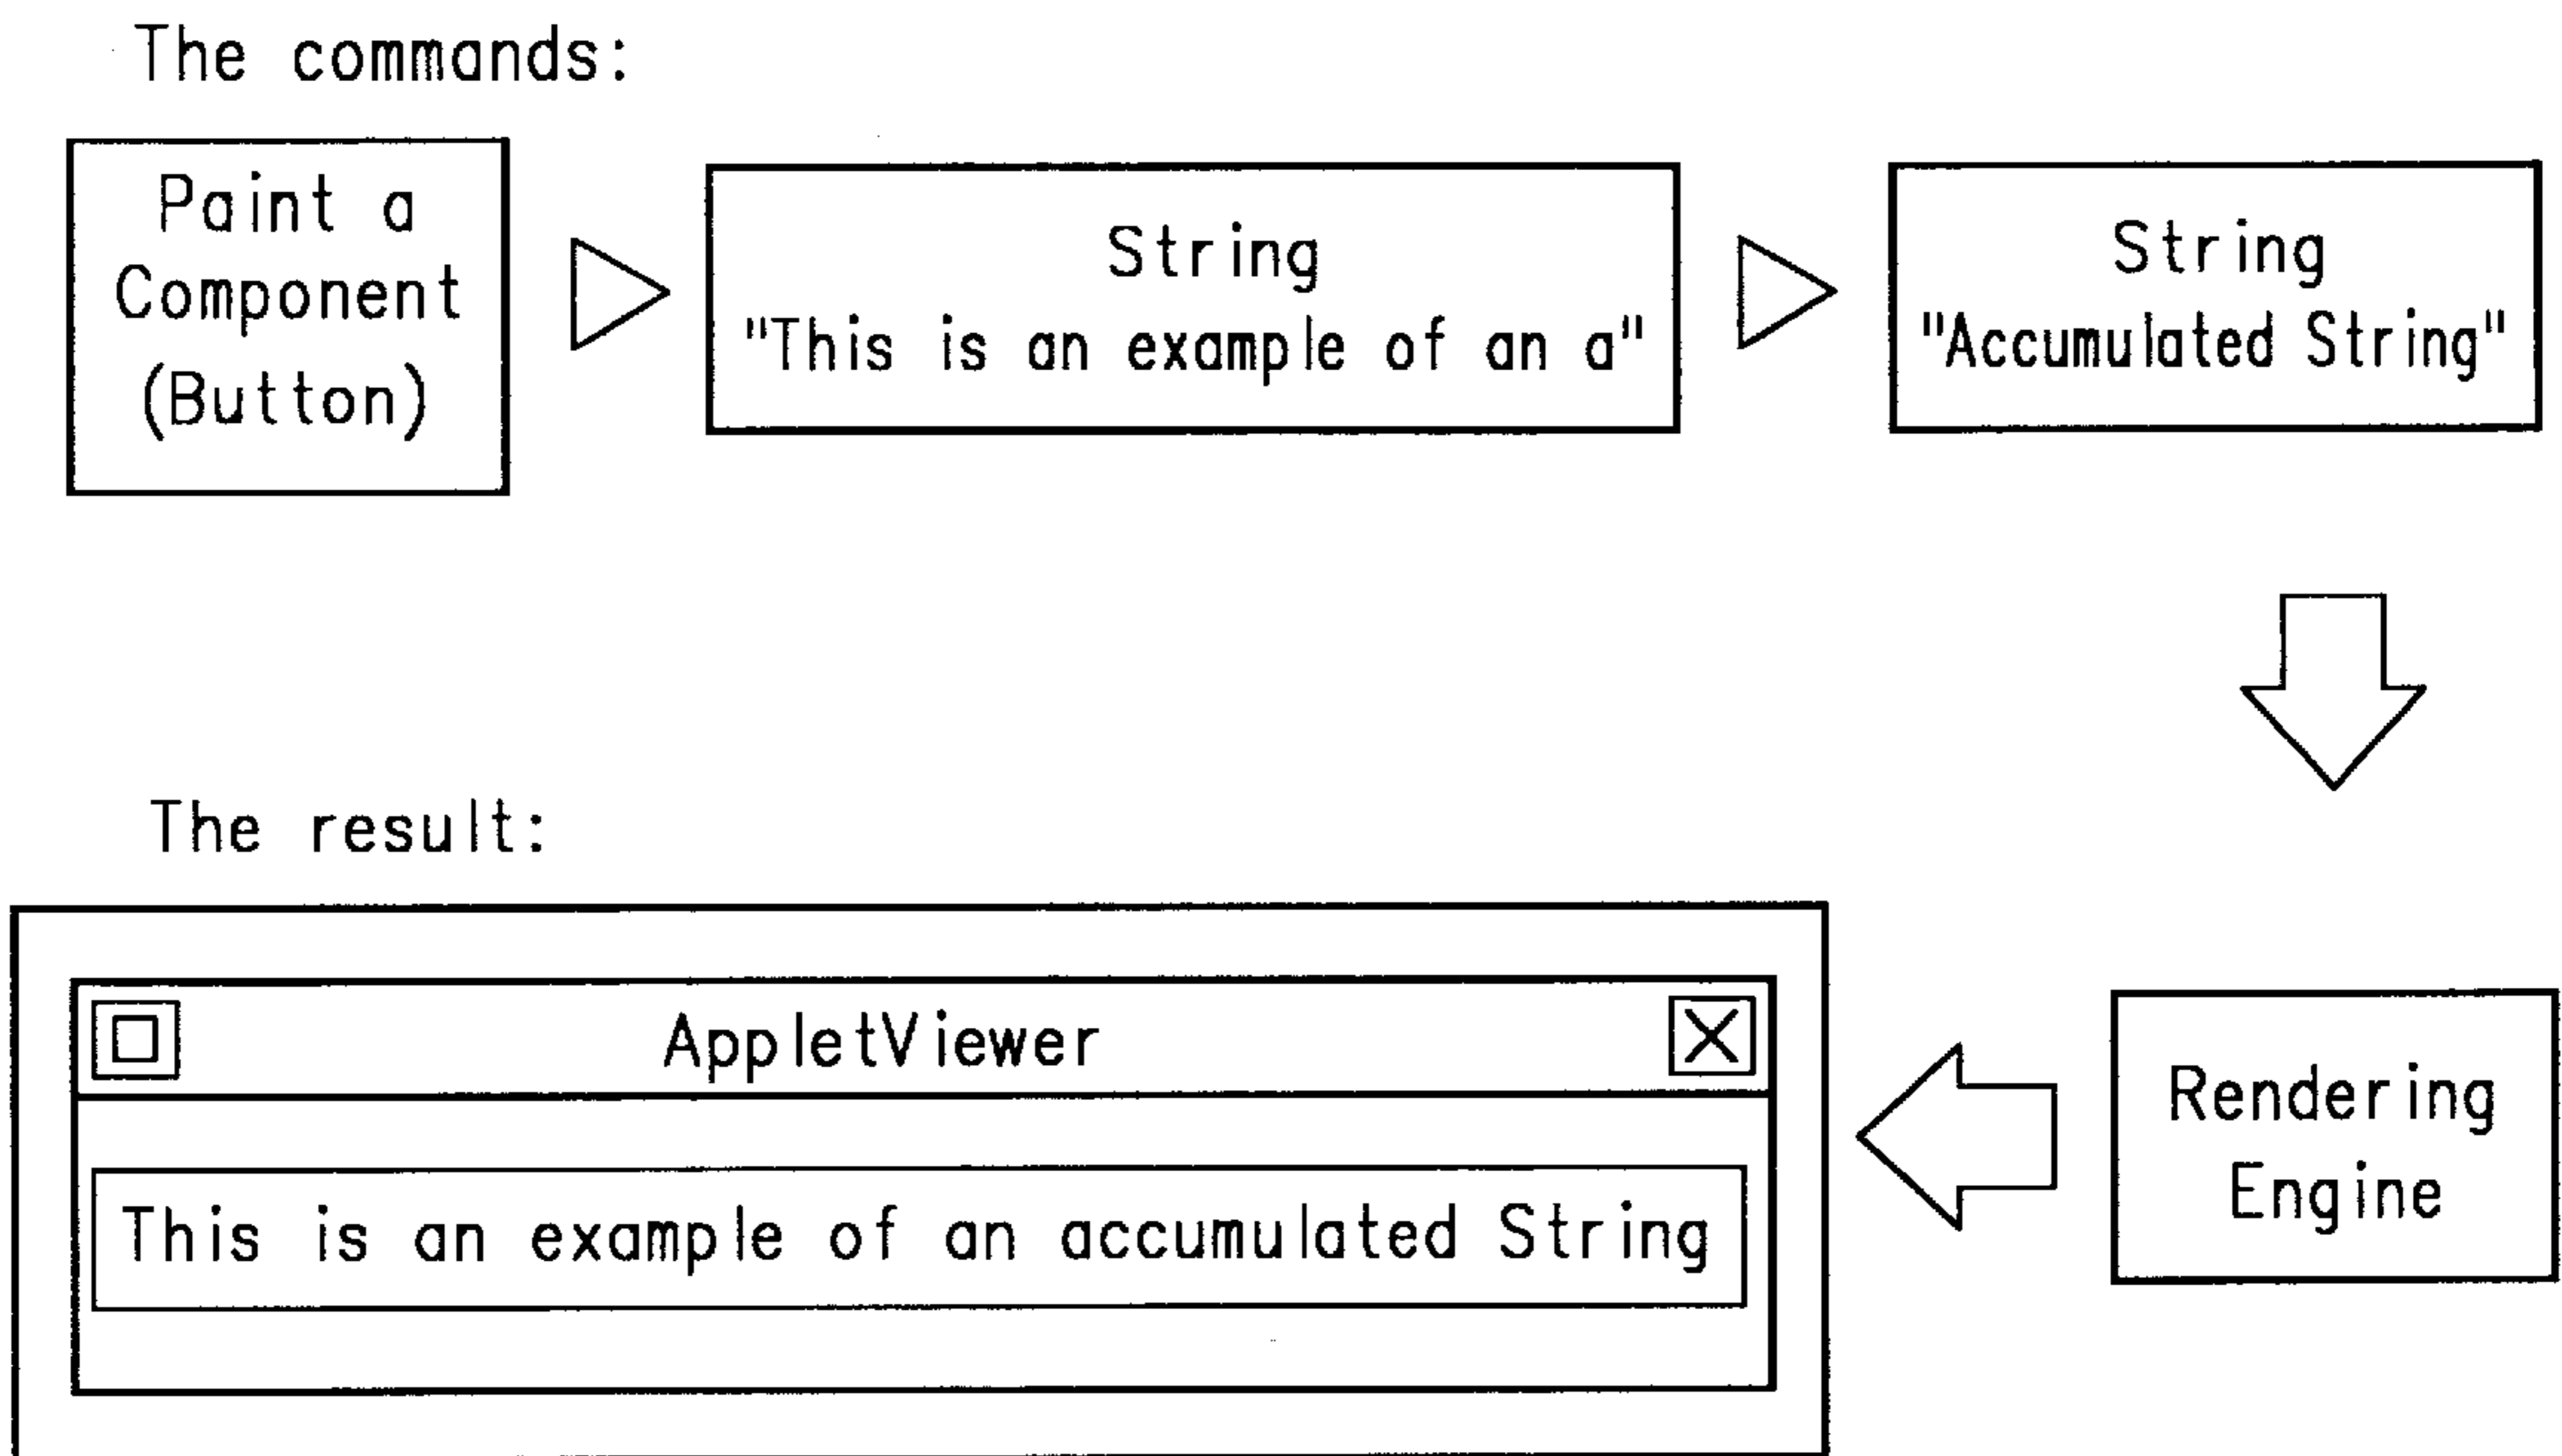 The commands:
Paint a
Component
(Button)
String
"This is an example of an a"
String
"Accumulated String"
The result:
AppletViewer
This is an example of an accumulated String
Rendering
Engine